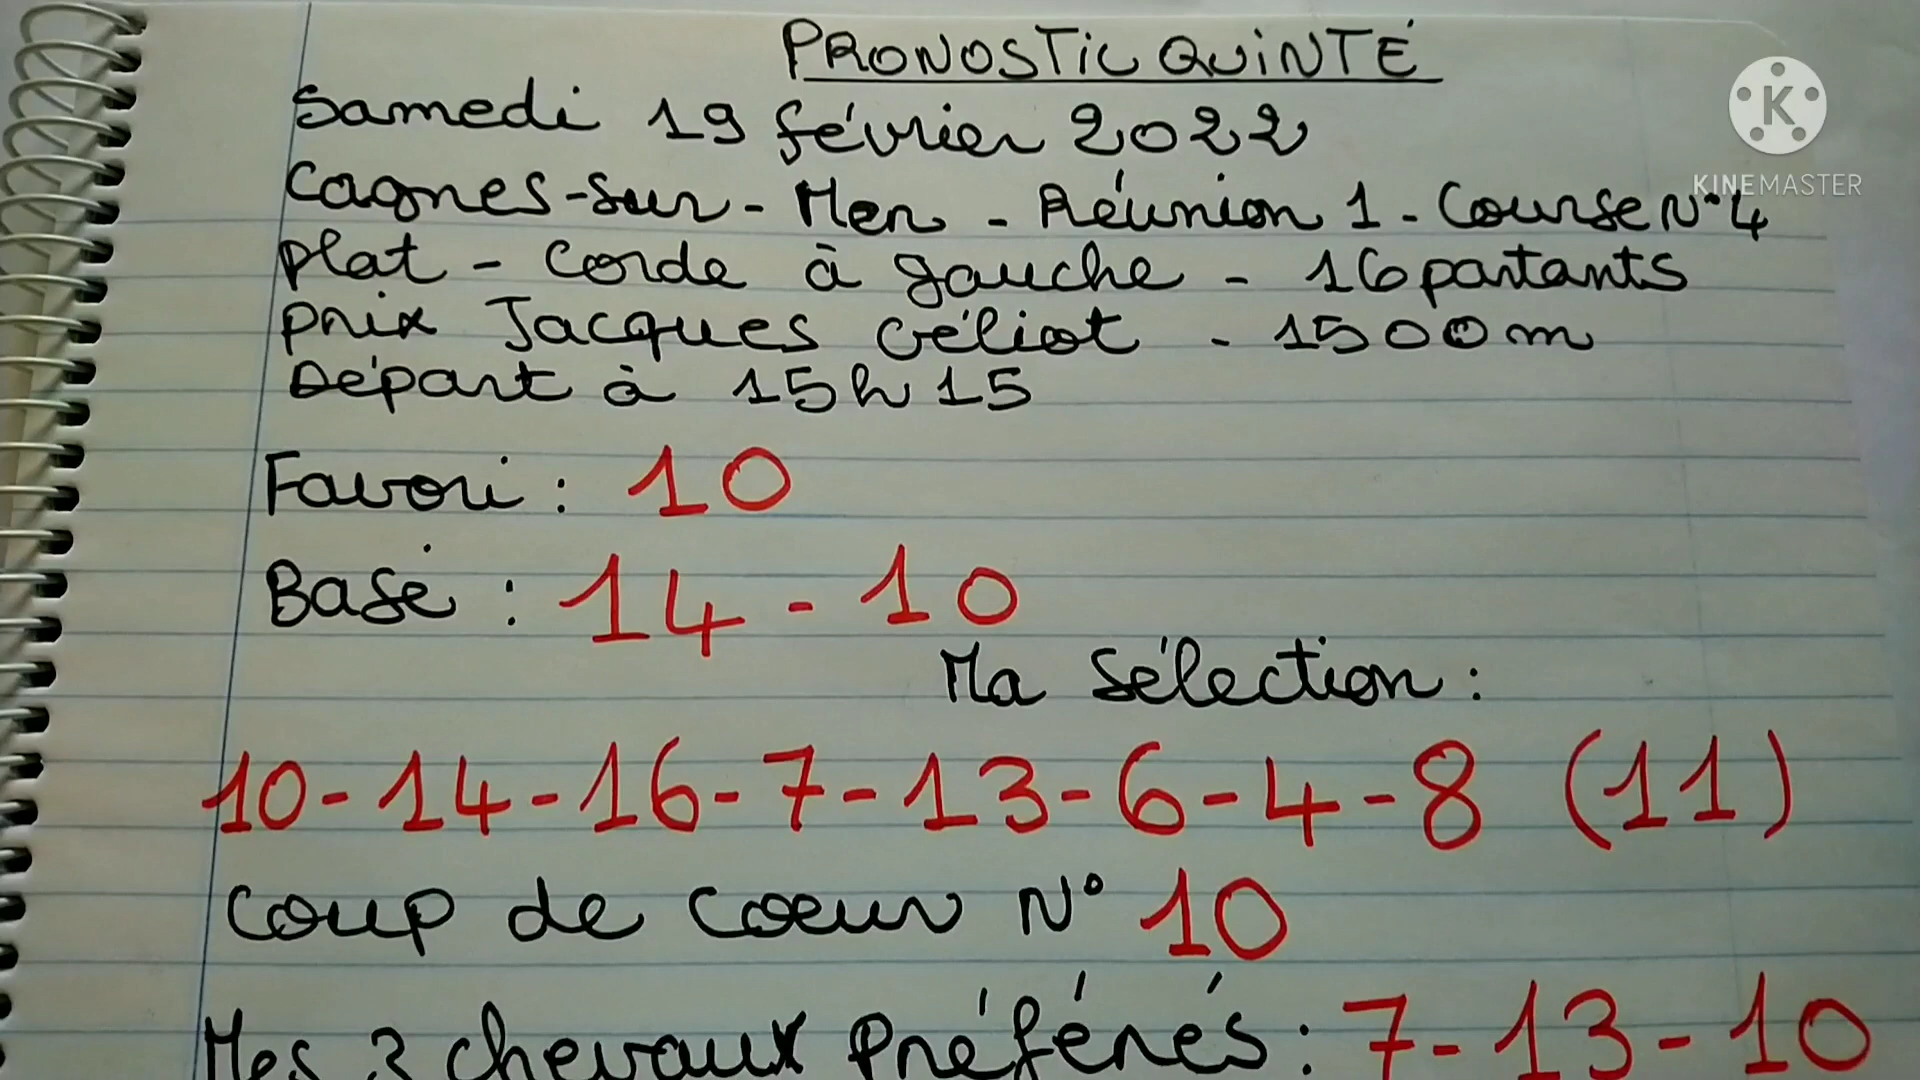 PRONOSTIC QUINTÉ
Samedi 19 février 2022
K
KINEMASTER
Cagnes-sur-Mer - Réunion 1 - Course N°4
plat - corde à gauche - 16 partants
prix Jacques Géliot - 1500m
Départ à 15h15
Favori : 10
Base : 14 - 10
Ma sélection :
10-14-16-7-13-6-4-8 (11)
Coup de cœur N° 10
Mes 3 chevaux préférés : 7-13-10